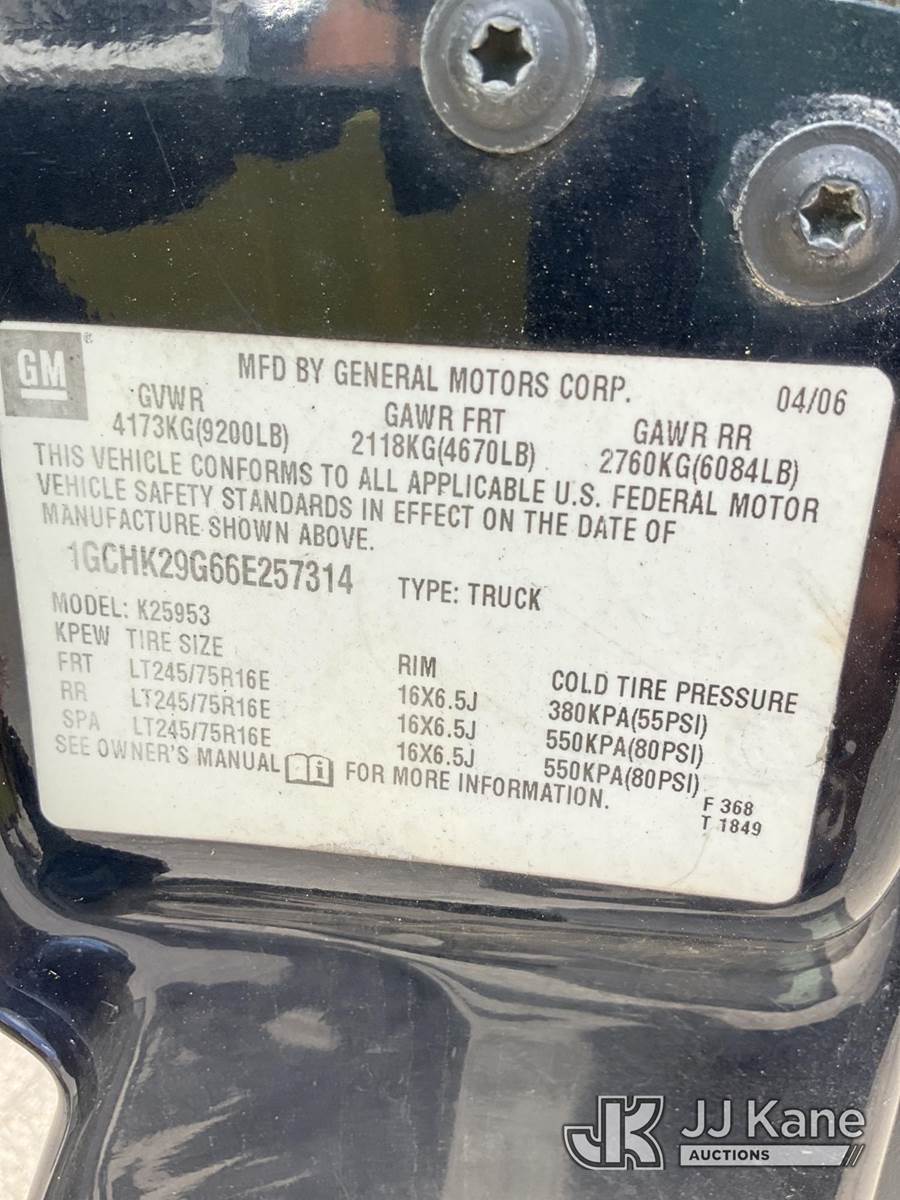 GM
MFD BY GENERAL MOTORS CORP. 04/06
GVWR GAWR FRT GAWR RR
4173KG(9200LB) 2118KG(4670LB) 2760KG(6084LB)
THIS VEHICLE CONFORMS TO ALL APPLICABLE U.S. FEDERAL MOTOR
VEHICLE SAFETY STANDARDS IN EFFECT ON THE DATE OF
MANUFACTURE SHOWN ABOVE.
1GCHK29G66E257314 TYPE: TRUCK
MODEL: K25953
KPEW TIRE SIZE RIM COLD TIRE PRESSURE
FRT LT245/75R16E 16X6.5J 380KPA(55PSI)
RR LT245/75R16E 16X6.5J 550KPA(80PSI)
SPA LT245/75R16E 16X6.5J 550KPA(80PSI)
SEE OWNER'S MANUAL FOR MORE INFORMATION.
F 368
T 1849
JK JJ Kane
AUCTIONS